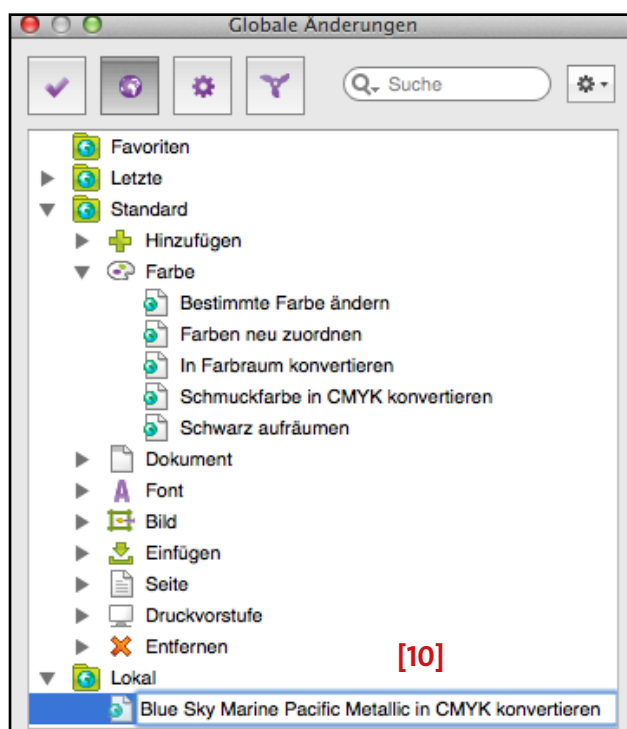 Globale Änderungen
Suche
Favoriten
Letzte
Standard
Hinzufügen
Farbe
Bestimmte Farbe ändern
Farben neu zuordnen
In Farbraum konvertieren
Schmuckfarbe in CMYK konvertieren
Schwarz aufräumen
Dokument
Font
Bild
Einfügen
Seite
Druckvorstufe
Entfernen
[10]
Lokal
Blue Sky Marine Pacific Metallic in CMYK konvertieren